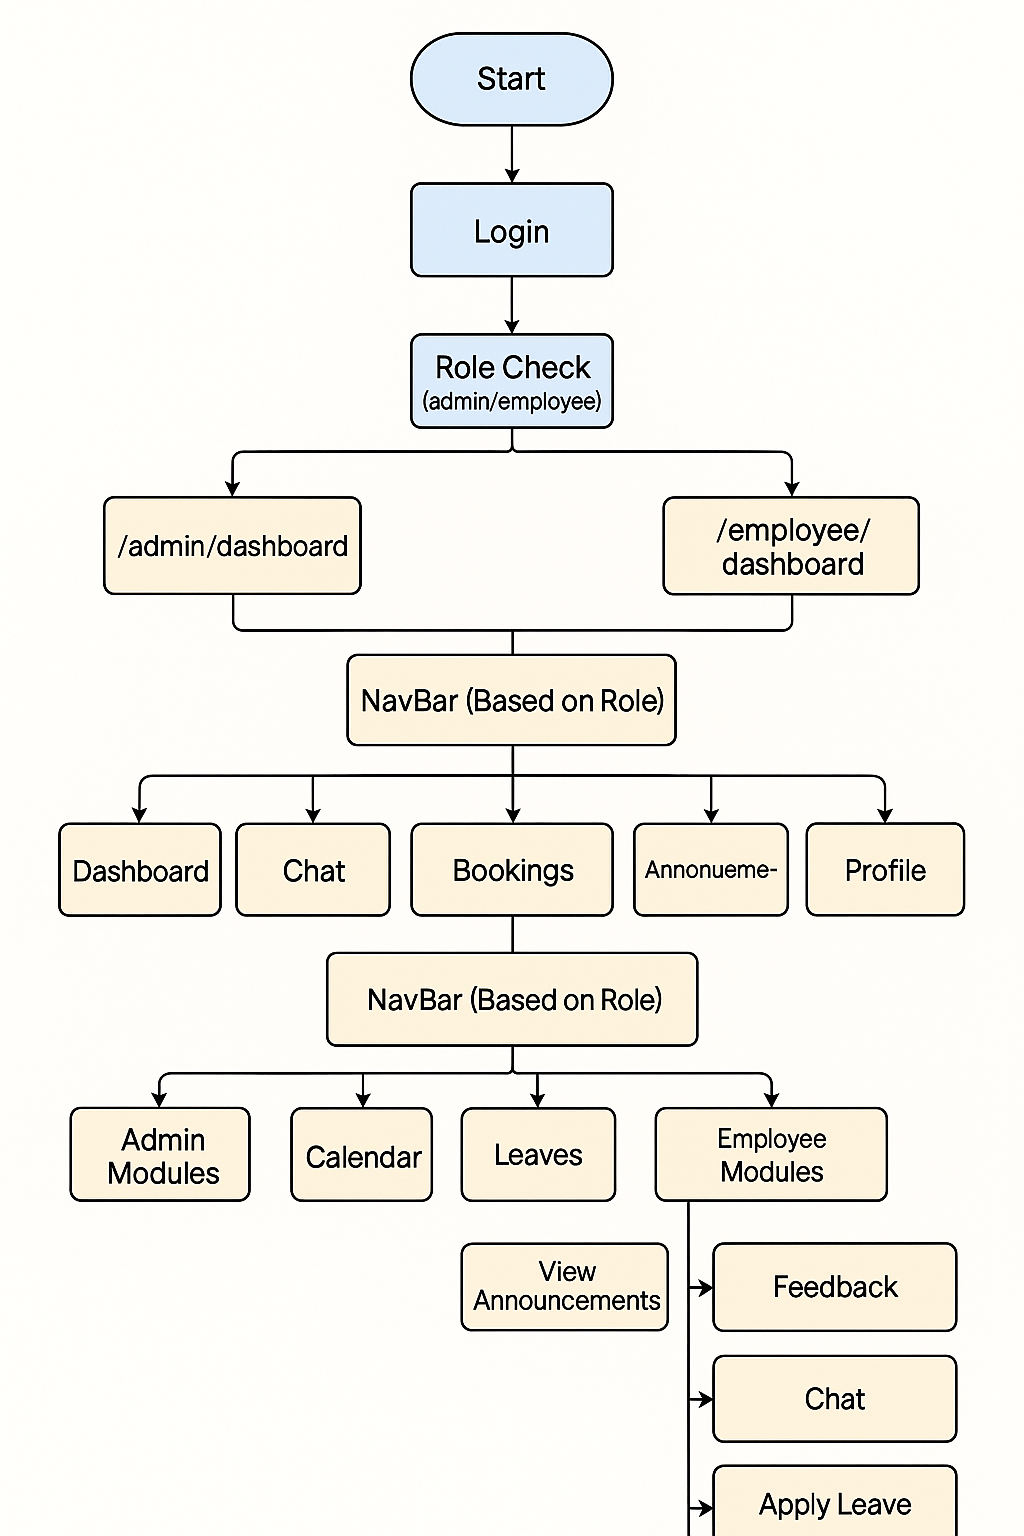 Start
Login
Role Check
(admin/employee)
/admin/dashboard
/employee/
dashboard
NavBar (Based on Role)
Dashboard
Chat
Bookings
Annonueme-
Profile
NavBar (Based on Role)
Admin
Modules
Calendar
Leaves
Employee
Modules
View
Announcements
Feedback
Chat
Apply Leave